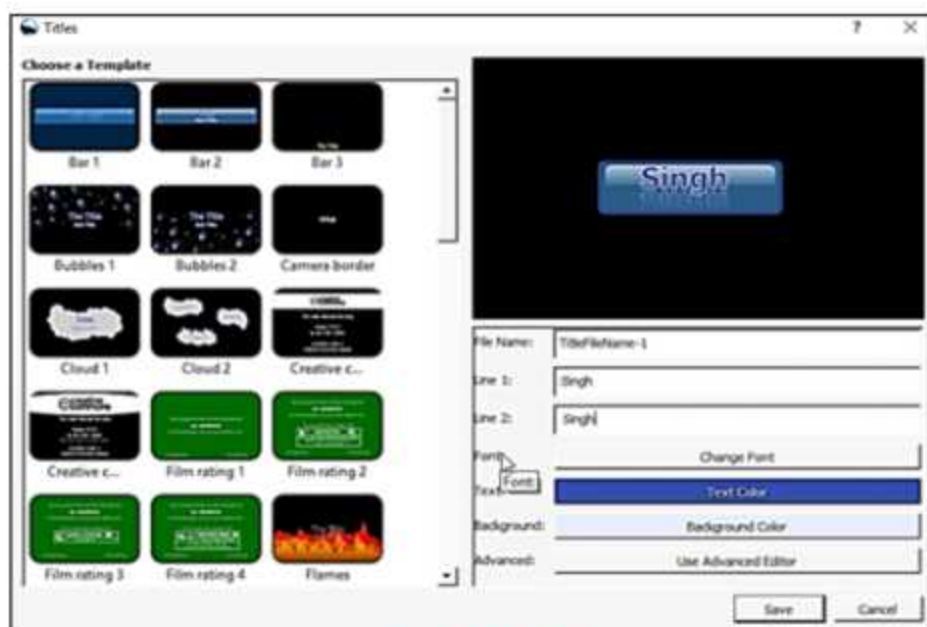 Titles
? ×
Choose a Template
Bar 1 Bar 2 Bar 3
The Title
Bubbles 1 Bubbles 2 Camera border
Cloud 1 Cloud 2 Creative c...
Creative c... Film rating 1 Film rating 2
Film rating 3 Film rating 4 Flames
Singh
File Name: TitleFileName-1
Line 1: Singh
Line 2: Singh
Font: Change Font
Font:
Text: Text Color
Background: Background Color
Advanced: Use Advanced Editor
Save Cancel